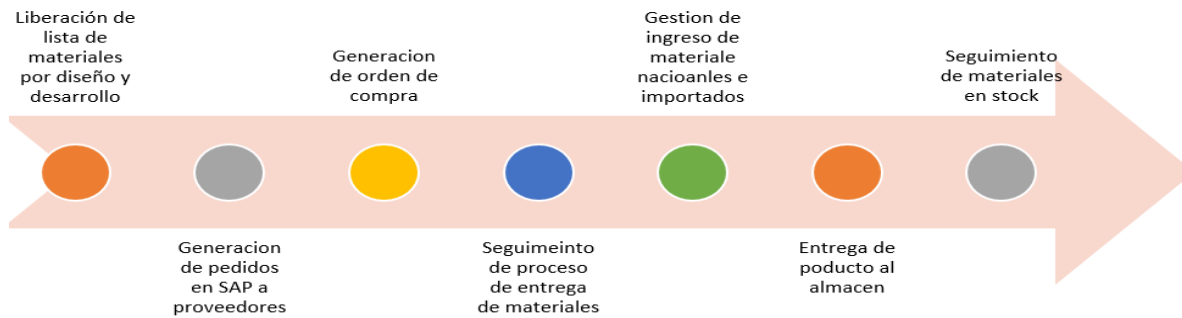 Liberación de
lista de
materiales
por diseño y
desarrollo
Generacion
de pedidos
en SAP a
proveedores
Generacion
de orden de
compra
Seguimeinto
de proceso
de entrega
de materiales
Gestion de
ingreso de
materiale
nacioanles e
importados
Entrega de
poducto al
almacen
Seguimiento
de materiales
en stock